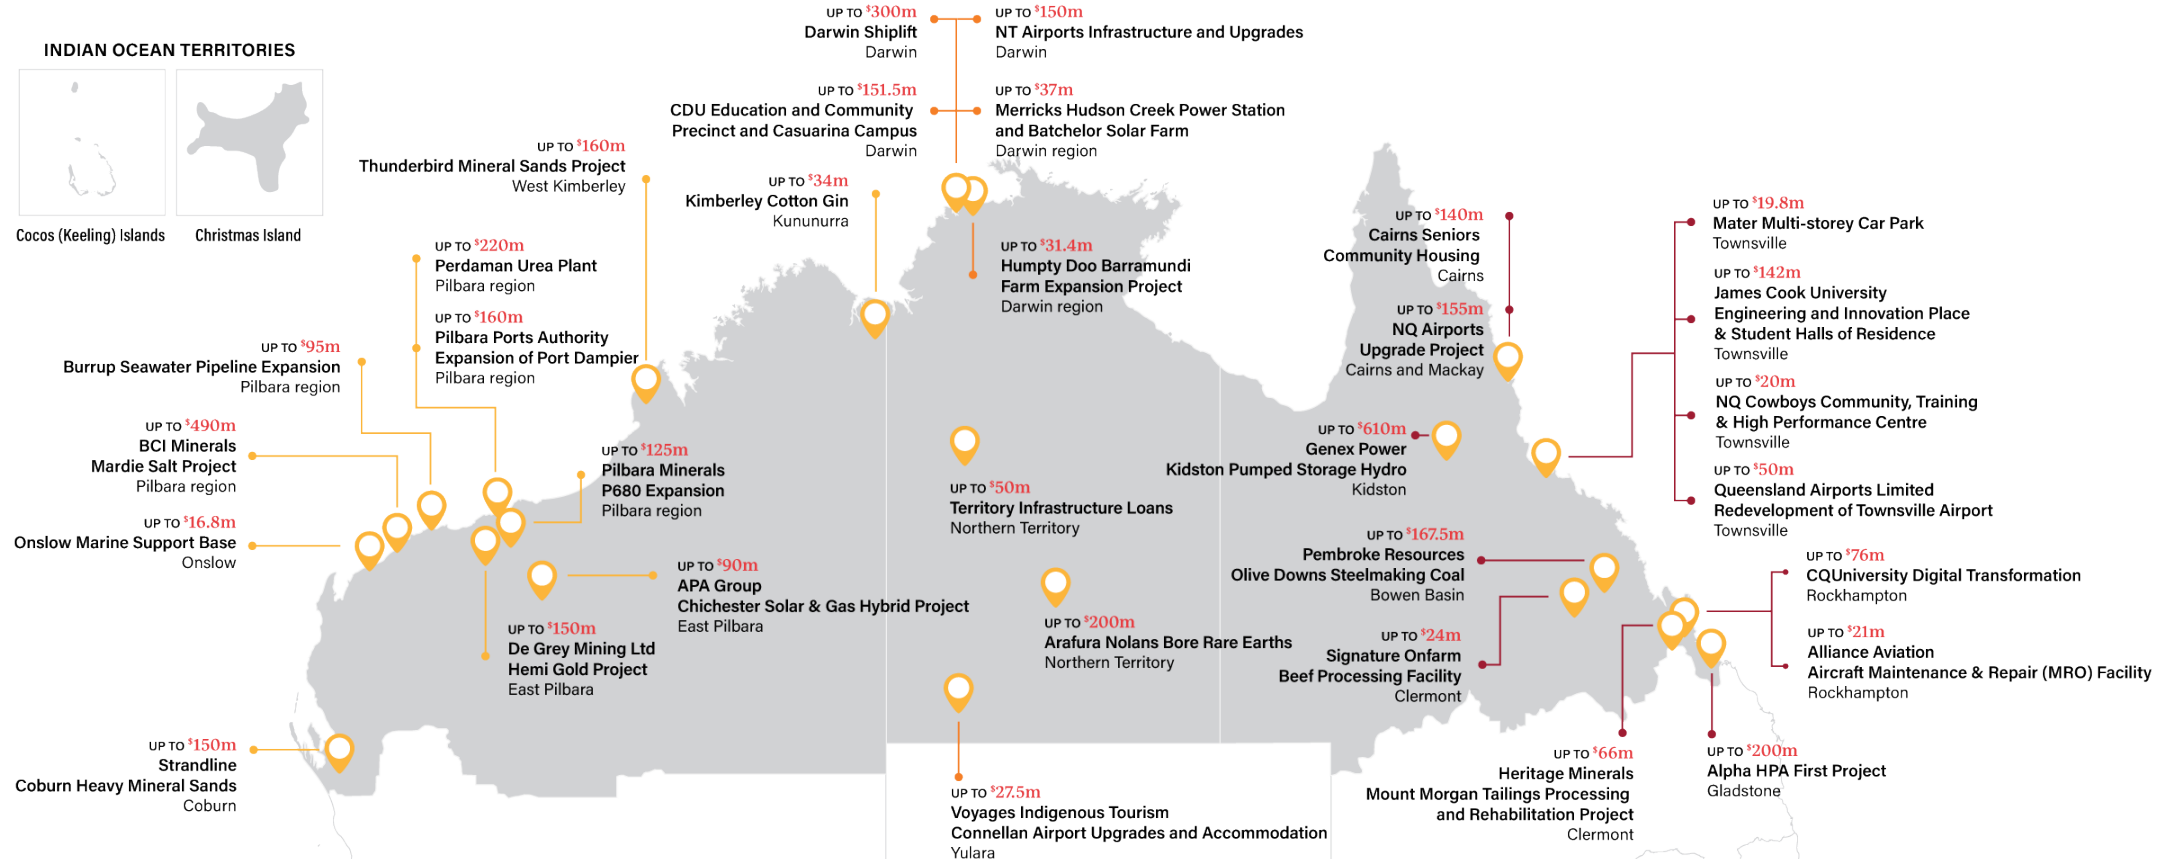 INDIAN OCEAN TERRITORIES
Cocos (Keeling) Islands
Christmas Island
UP TO $300m
Darwin Shiplift
Darwin
UP TO $150m
NT Airports Infrastructure and Upgrades
Darwin
UP TO $151.5m
CDU Education and Community
Precinct and Casuarina Campus
Darwin
UP TO $37m
Merricks Hudson Creek Power Station
and Batchelor Solar Farm
Darwin region
UP TO $160m
Thunderbird Mineral Sands Project
West Kimberley
UP TO $34m
Kimberley Cotton Gin
Kununurra
UP TO $220m
Perdaman Urea Plant
Pilbara region
UP TO $160m
Pilbara Ports Authority
Expansion of Port Dampier
Pilbara region
UP TO $95m
Burrup Seawater Pipeline Expansion
Pilbara region
UP TO $490m
BCI Minerals
Mardie Salt Project
Pilbara region
UP TO $16.8m
Onslow Marine Support Base
Onslow
UP TO $125m
Pilbara Minerals
P680 Expansion
Pilbara region
UP TO $90m
APA Group
Chichester Solar & Gas Hybrid Project
East Pilbara
UP TO $150m
De Grey Mining Ltd
Hemi Gold Project
East Pilbara
UP TO $150m
Strandline
Coburn Heavy Mineral Sands
Coburn
UP TO $31.4m
Humpty Doo Barramundi
Farm Expansion Project
Darwin region
UP TO $50m
Territory Infrastructure Loans
Northern Territory
UP TO $200m
Arafura Nolans Bore Rare Earths
Northern Territory
UP TO $27.5m
Voyages Indigenous Tourism
Connellan Airport Upgrades and Accommodation
Yulara
UP TO $140m
Cairns Seniors
Community Housing
Cairns
UP TO $155m
NQ Airports
Upgrade Project
Cairns and Mackay
UP TO $610m
Genex Power
Kidston Pumped Storage Hydro
Kidston
UP TO $167.5m
Pembroke Resources
Olive Downs Steelmaking Coal
Bowen Basin
UP TO $24m
Signature Onfarm
Beef Processing Facility
Clermont
UP TO $19.8m
Mater Multi-storey Car Park
Townsville
UP TO $142m
James Cook University
Engineering and Innovation Place
& Student Halls of Residence
Townsville
UP TO $20m
NQ Cowboys Community, Training
& High Performance Centre
Townsville
UP TO $50m
Queensland Airports Limited
Redevelopment of Townsville Airport
Townsville
UP TO $76m
CQUniversity Digital Transformation
Rockhampton
UP TO $21m
Alliance Aviation
Aircraft Maintenance & Repair (MRO) Facility
Rockhampton
UP TO $66m
Heritage Minerals
Mount Morgan Tailings Processing
and Rehabilitation Project
Clermont
UP TO $200m
Alpha HPA First Project
Gladstone